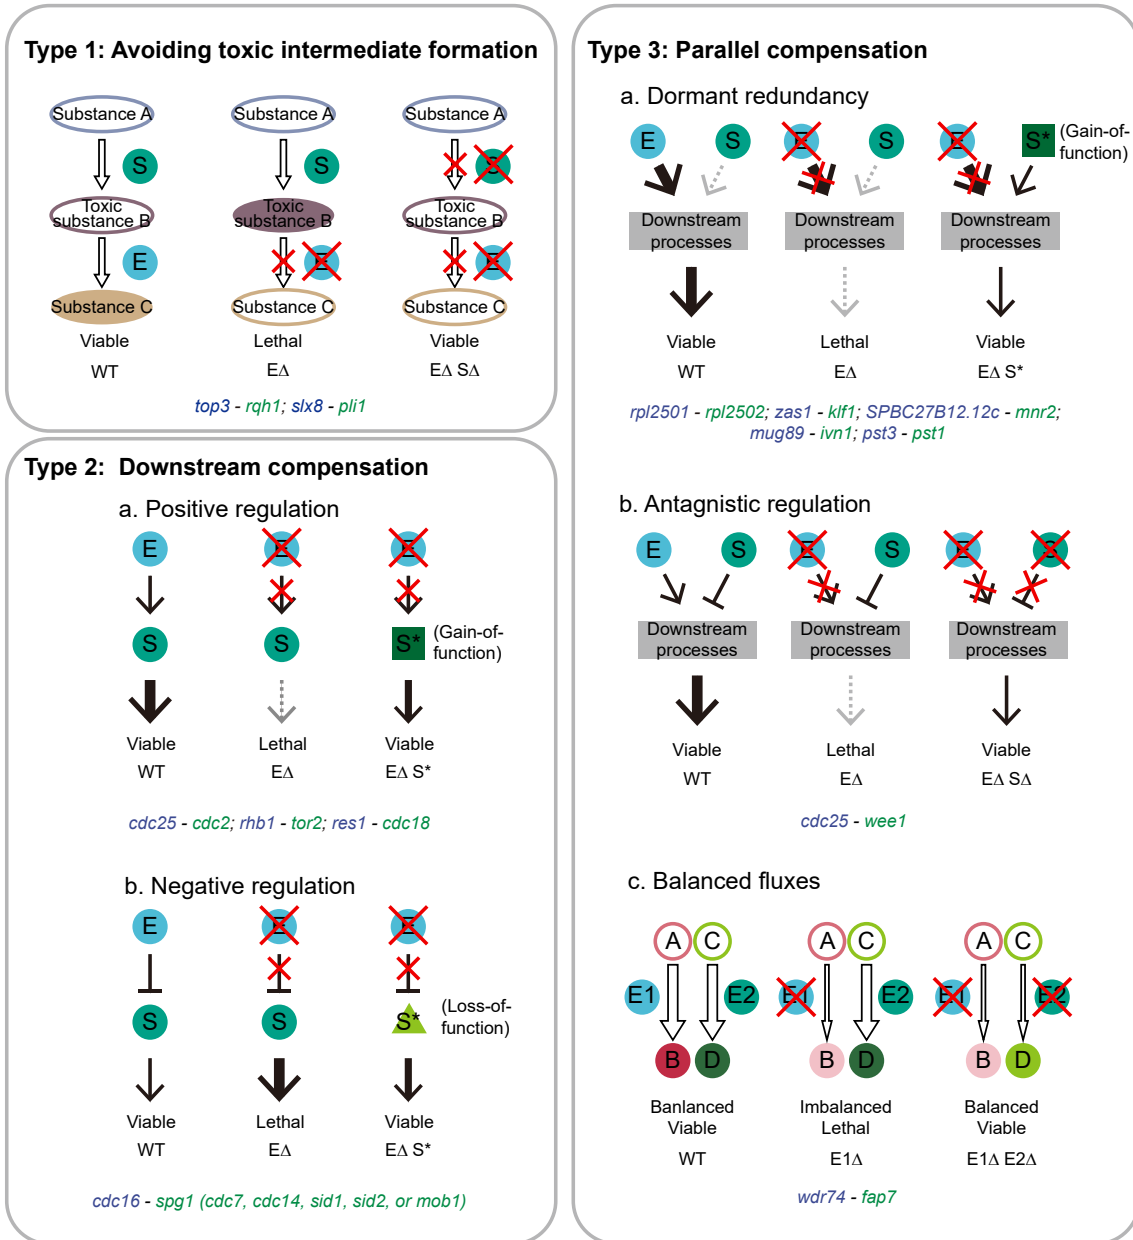 Type 1: Avoiding toxic intermediate formation
Substance A
Substance A
Substance A
S
S
S
Toxic
substance B
Toxic
substance B
Toxic
substance B
E
E
E
Substance C
Substance C
Substance C
Viable
Lethal
Viable
WT
EΔ
EΔ SΔ
top3 - rqh1; slx8 - pli1
Type 2: Downstream compensation
a. Positive regulation
E
E
E
S
S
S*
(Gain-of-
function)
Viable
Lethal
Viable
WT
EΔ
EΔ S*
cdc25 - cdc2; rhb1 - tor2; res1 - cdc18
b. Negative regulation
E
E
E
S
S
S*
(Loss-of-
function)
Viable
Lethal
Viable
WT
EΔ
EΔ S*
cdc16 - spg1 (cdc7, cdc14, sid1, sid2, or mob1)
Type 3: Parallel compensation
a. Dormant redundancy
E
S
E
S
E
S*
(Gain-of-
function)
Downstream
processes
Downstream
processes
Downstream
processes
Viable
Lethal
Viable
WT
EΔ
EΔ S*
rpl2501 - rpl2502; zas1 - klf1; SPBC27B12.12c - mnr2;
mug89 - ivn1; pst3 - pst1
b. Antagnistic regulation
E
S
E
S
E
S
Downstream
processes
Downstream
processes
Downstream
processes
Viable
Lethal
Viable
WT
EΔ
EΔ SΔ
cdc25 - wee1
c. Balanced fluxes
A
C
A
C
A
C
E1
E2
E1
E2
E1
E2
B
D
B
D
B
D
Banlanced
Viable
Imbalanced
Lethal
Balanced
Viable
WT
E1Δ
E1Δ E2Δ
wdr74 - fap7